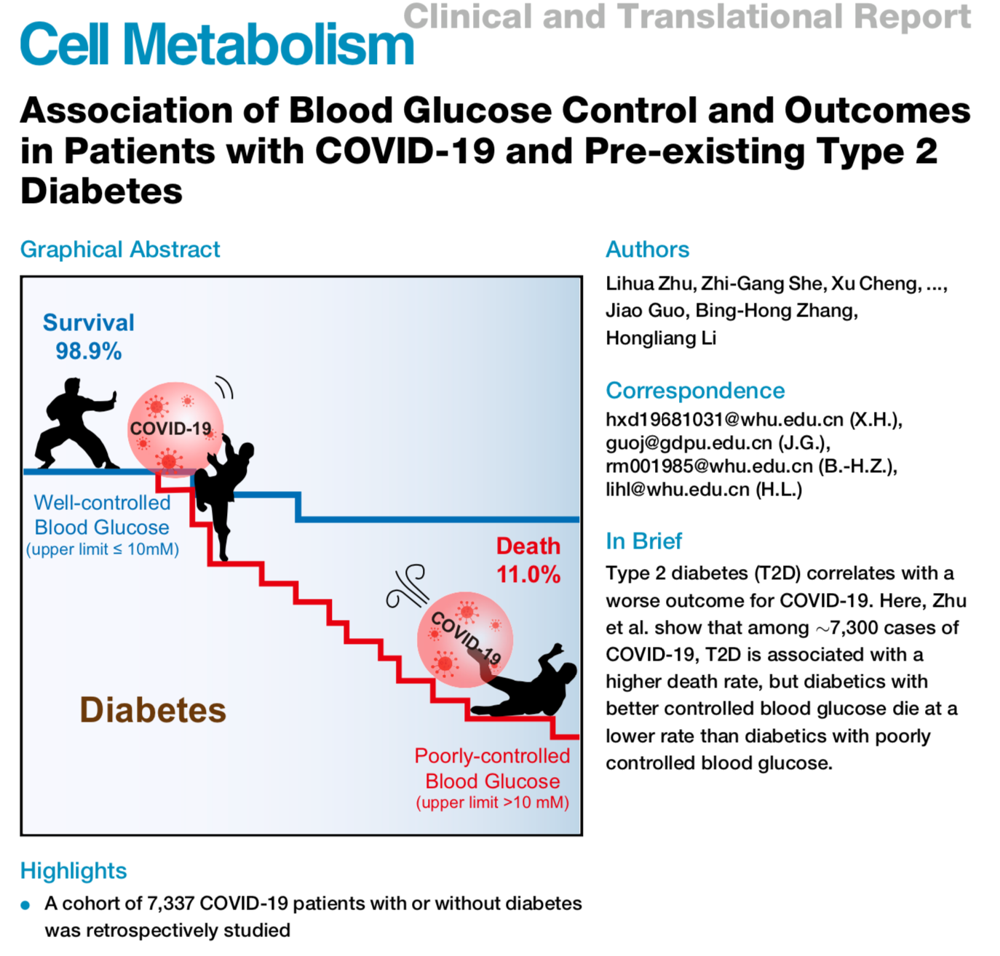 Clinical and Translational Report
Cell Metabolism
Association of Blood Glucose Control and Outcomes
in Patients with COVID-19 and Pre-existing Type 2
Diabetes
Graphical Abstract
Survival
98.9%
COVID-19
Well-controlled
Blood Glucose
(upper limit ≤ 10mM)
Death
11.0%
COVID-19
Diabetes
Poorly-controlled
Blood Glucose
(upper limit >10 mM)
Authors
Lihua Zhu, Zhi-Gang She, Xu Cheng, ...,
Jiao Guo, Bing-Hong Zhang,
Hongliang Li
Correspondence
hxd19681031@whu.edu.cn (X.H.),
guoj@gdpu.edu.cn (J.G.),
rm001985@whu.edu.cn (B.-H.Z.),
lihl@whu.edu.cn (H.L.)
In Brief
Type 2 diabetes (T2D) correlates with a
worse outcome for COVID-19. Here, Zhu
et al. show that among ~7,300 cases of
COVID-19, T2D is associated with a
higher death rate, but diabetics with
better controlled blood glucose die at a
lower rate than diabetics with poorly
controlled blood glucose.
Highlights
● A cohort of 7,337 COVID-19 patients with or without diabetes
was retrospectively studied